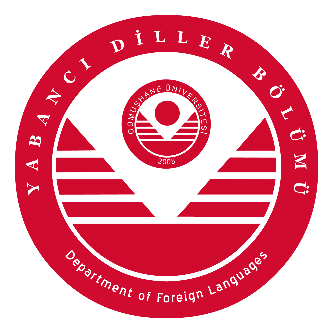 YABANCI DİLLER BÖLÜMÜ
GÜMÜŞHANE ÜNİVERSİTESİ
2008
Department of Foreign Languages